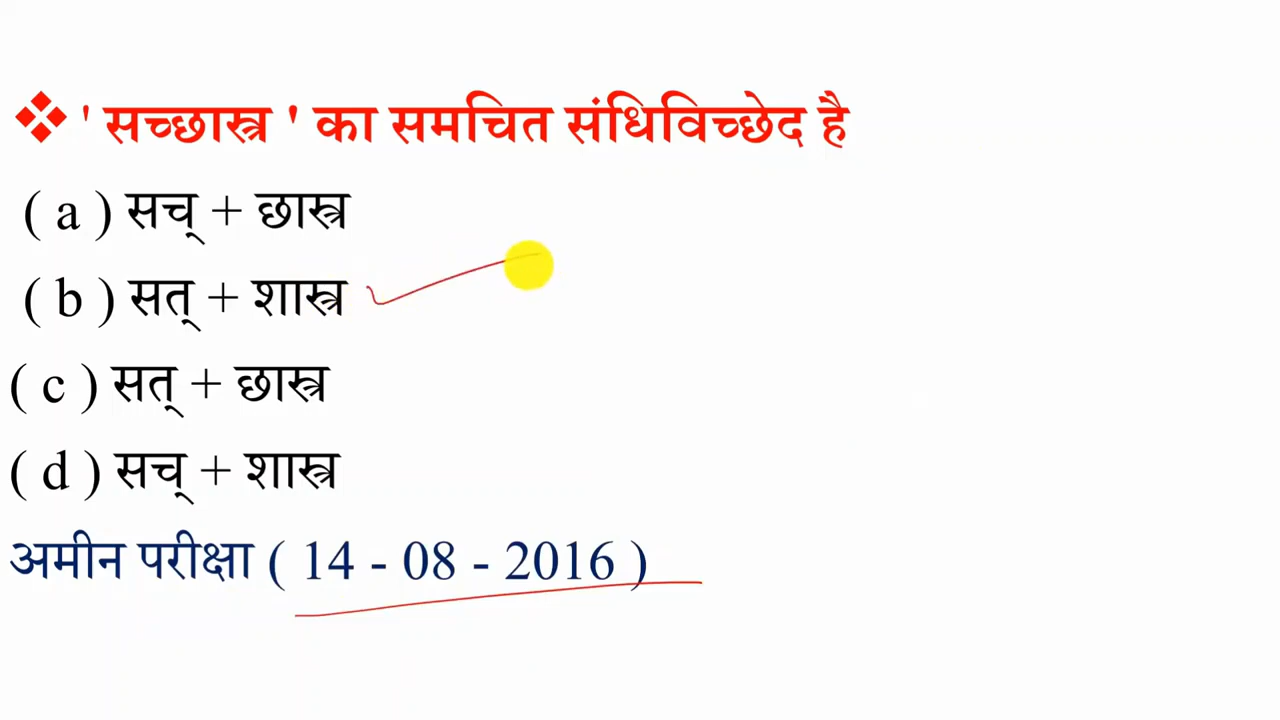 ' सच्छास्त्र ' का समचित संधिविच्छेद है
( a ) सच् + छास्त्र
( b ) सत् + शास्त्र
( c ) सत् + छास्त्र
( d ) सच् + शास्त्र
अमीन परीक्षा ( 14 - 08 - 2016 )